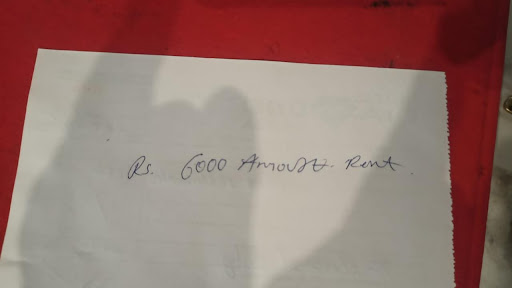 Rs. 6000 Amount. Rent.